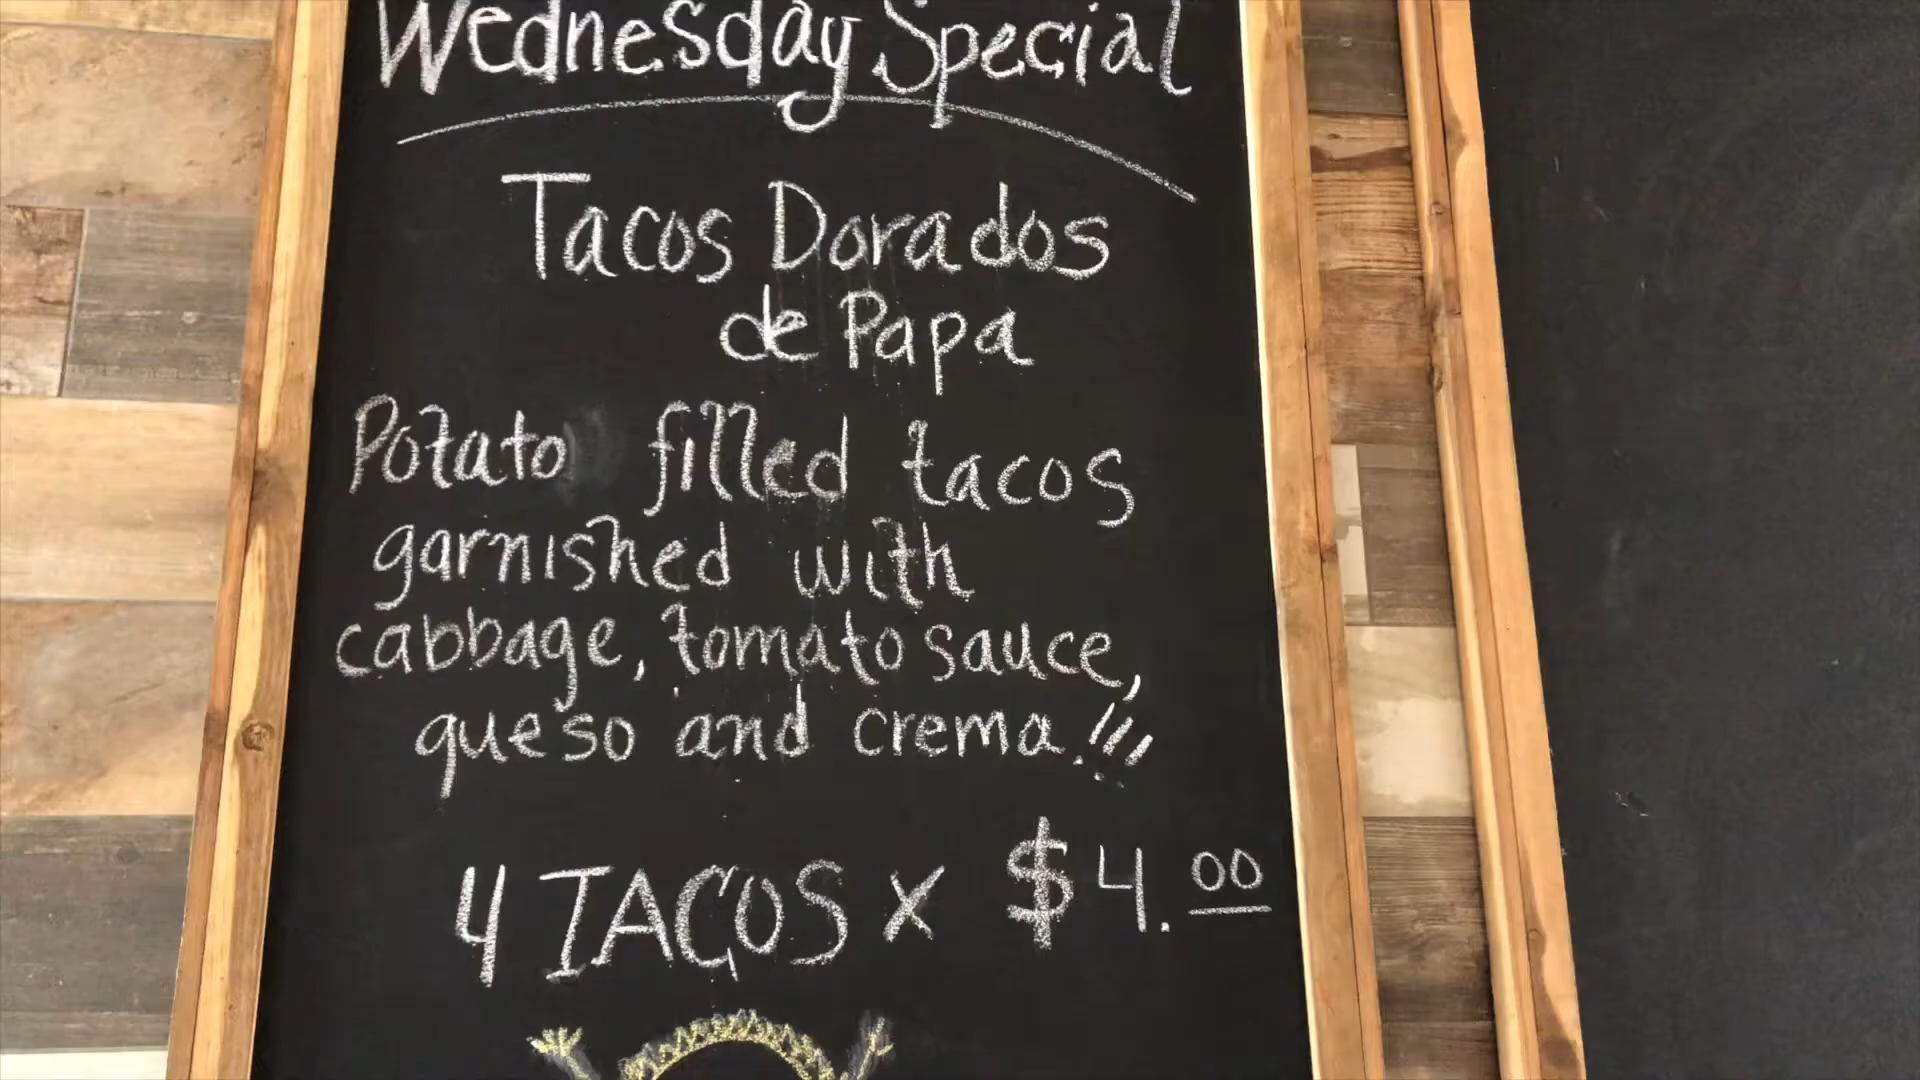 Wednesday Special
Tacos Dorados
de Papa
Potato filled tacos
garnished with
cabbage, tomato sauce,
queso and crema!!!
4 TACOS x $4.00